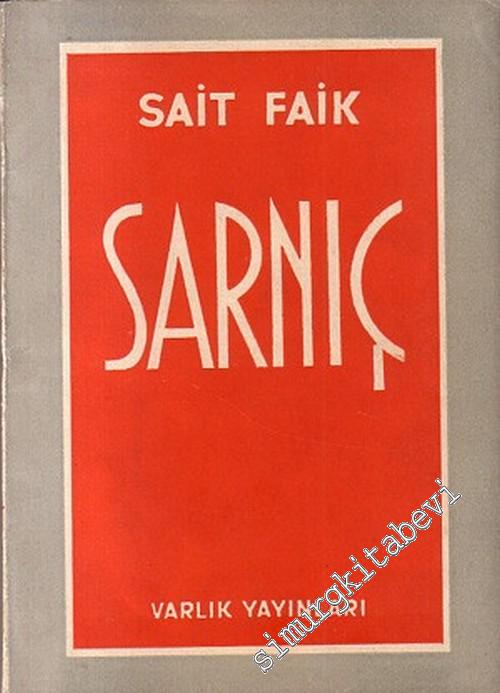 SAİT FAİK
SARNIÇ
VARLIK YAYINLARI
simurgkitabevi